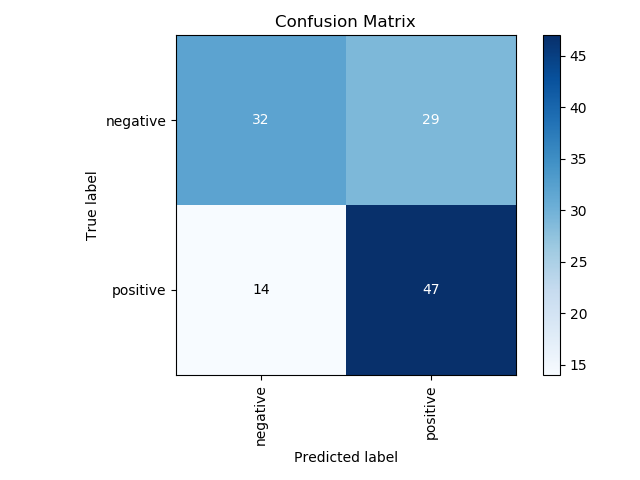 Confusion Matrix
True label
negative
positive
32 29
14 47
negative positive
Predicted label
45
40
35
30
25
20
15